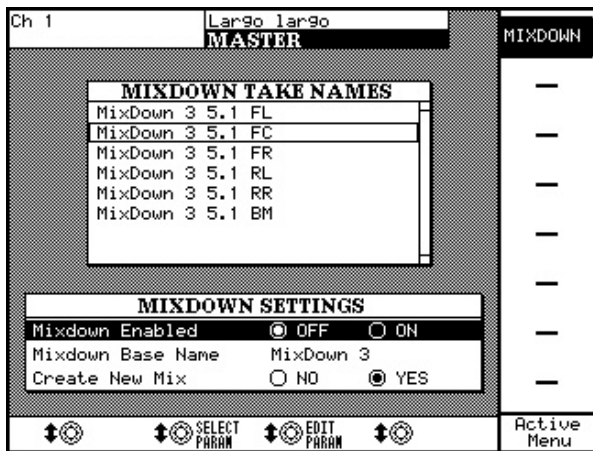 Ch 1
Largo largo
MASTER
MIXDOWN
MIXDOWN TAKE NAMES
MixDown 3 5.1 FL
MixDown 3 5.1 FC
MixDown 3 5.1 FR
MixDown 3 5.1 RL
MixDown 3 5.1 RR
MixDown 3 5.1 BM
MIXDOWN SETTINGS
Mixdown Enabled OFF ON
Mixdown Base Name MixDown 3
Create New Mix NO YES
SELECT PARAM
EDIT PARAM
Active Menu